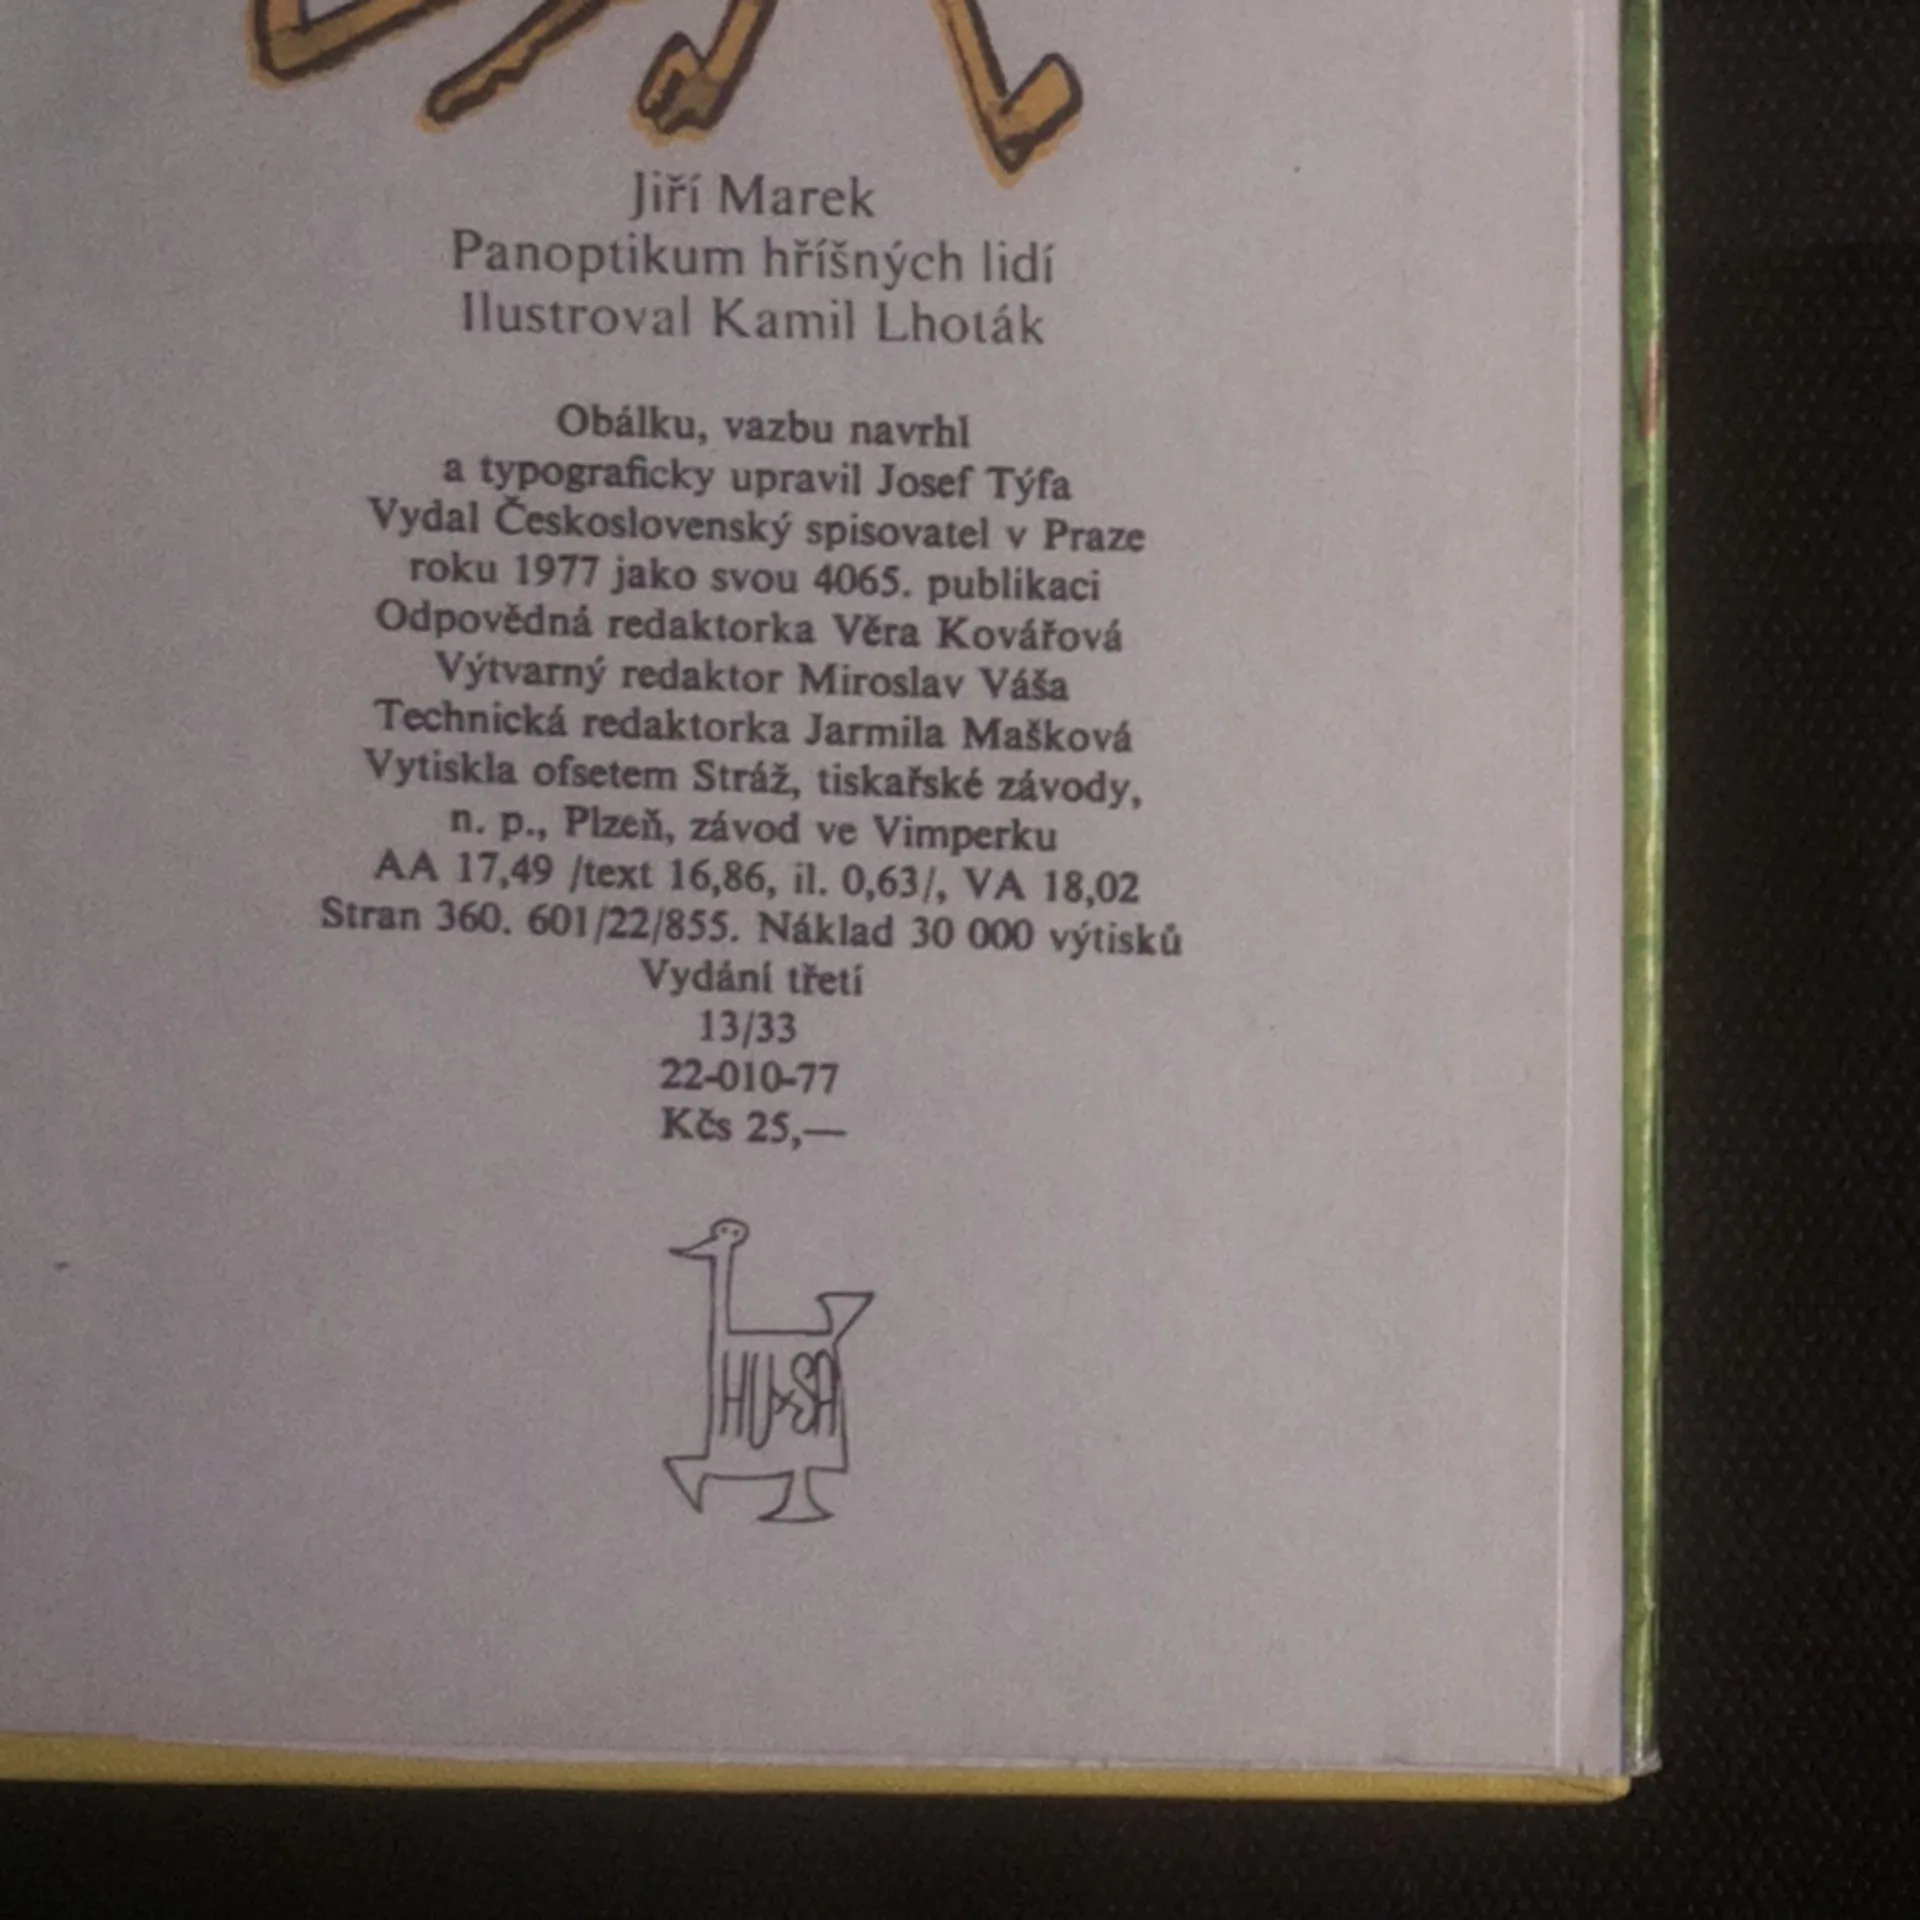 Jiří Marek
Panoptikum hříšných lidí
Ilustroval Kamil Lhoták
Obálku, vazbu navrhl
a typograficky upravil Josef Týfa
Vydal Československý spisovatel v Praze
roku 1977 jako svou 4065. publikaci
Odpovědná redaktorka Věra Kovářová
Výtvarný redaktor Miroslav Váša
Technická redaktorka Jarmila Mašková
Vytiskla ofsetem Stráž, tiskařské závody,
n. p., Plzeň, závod ve Vimperku
AA 17,49 /text 16,86, il. 0,63/, VA 18,02
Stran 360. 601/22/855. Náklad 30 000 výtisků
Vydání třetí
13/33
22-010-77
Kčs 25,—
HUSA